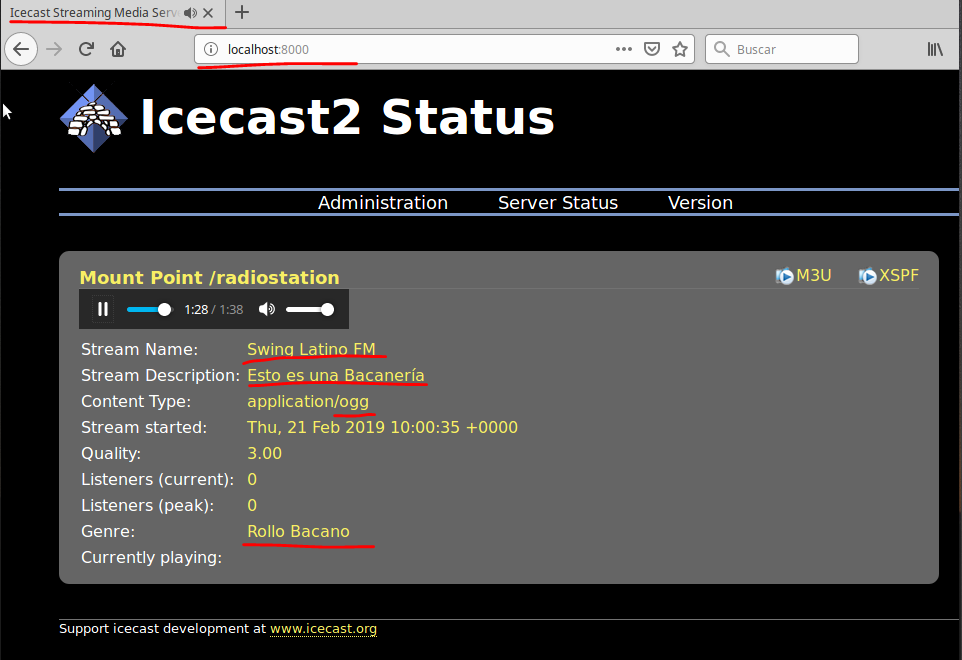 Icecast Streaming Media Serv
localhost:8000
Buscar
Icecast2 Status
Administration Server Status Version
Mount Point /radiostation M3U XSPF
1:28 / 1:38
Stream Name: Swing Latino FM
Stream Description: Esto es una Bacanería
Content Type: application/ogg
Stream started: Thu, 21 Feb 2019 10:00:35 +0000
Quality: 3.00
Listeners (current): 0
Listeners (peak): 0
Genre: Rollo Bacano
Currently playing:
Support icecast development at www.icecast.org